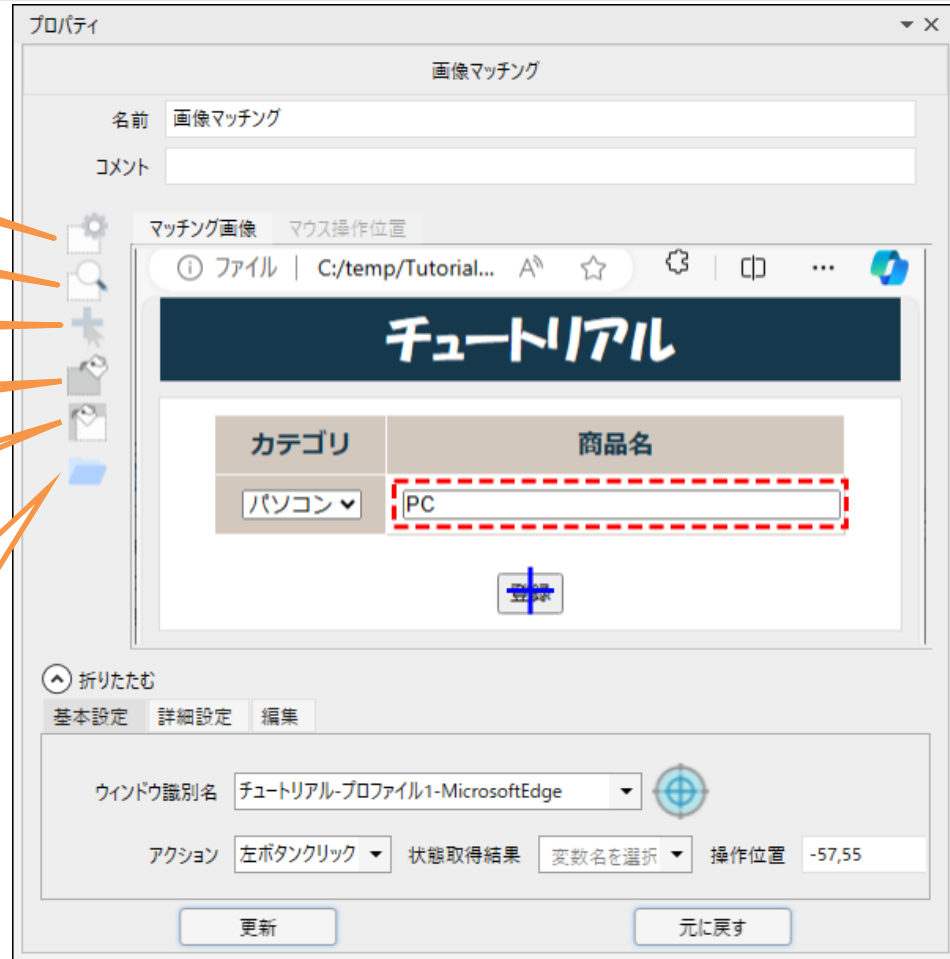 プロパティ
画像マッチング
名前 画像マッチング
コメント
マッチング画像 マウス操作位置
ファイル | C:/temp/Tutorial... A
チュートリアル
カテゴリ 商品名
パソコン PC
登録
折りたたむ
基本設定 詳細設定 編集
ウィンドウ識別名 チュートリアル-プロファイル1-MicrosoftEdge
アクション 左ボタンクリック 状態取得結果 変数名を選択 操作位置 -57,55
更新 元に戻す